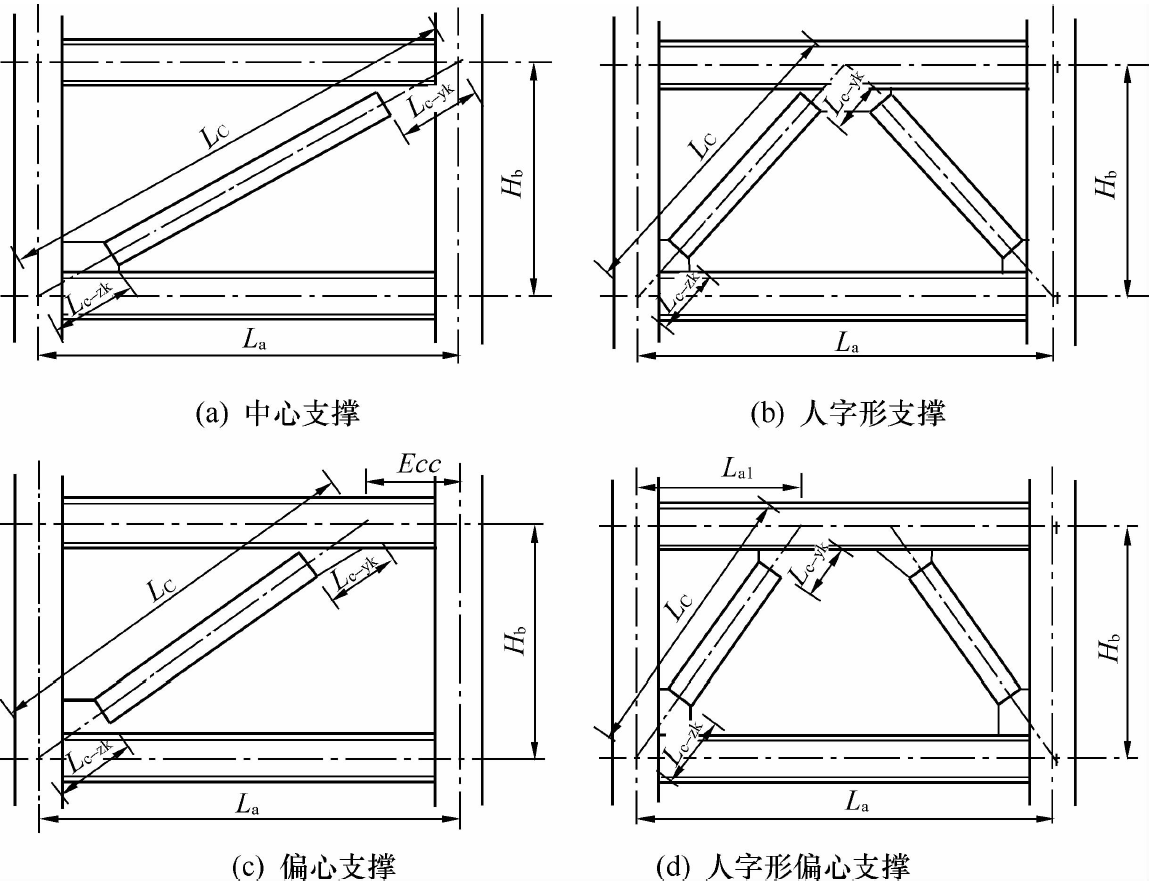 L_C
L_c-yk
H_b
L_c-zk
L_a
(a) 中心支撑
L_C
L_c-yk
H_b
L_c-zk
L_a
(b) 人字形支撑
Ecc
L_C
L_c-yk
H_b
L_c-zk
L_a
(c) 偏心支撑
L_a1
L_C
L_c-yk
H_b
L_c-zk
L_a
(d) 人字形偏心支撑